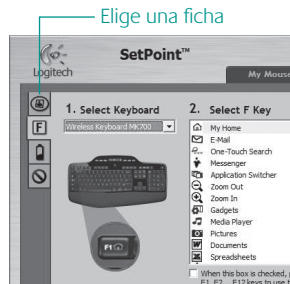 Elige una ficha
SetPoint™
Logitech
My Mouse
1. Select Keyboard
2. Select F Key
Wireless Keyboard MK700
My Home
E-Mail
One-Touch Search
Messenger
Application Switcher
Zoom Out
Zoom In
Gadgets
Media Player
Pictures
Documents
Spreadsheets
F
F1
When this box is checked,
F1, F2 ... F12 keys to use